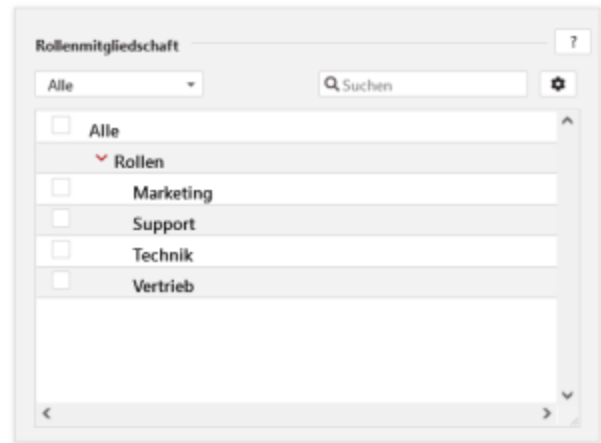 Rollenmitgliedschaft
?
Alle
Suchen
Alle
Rollen
Marketing
Support
Technik
Vertrieb